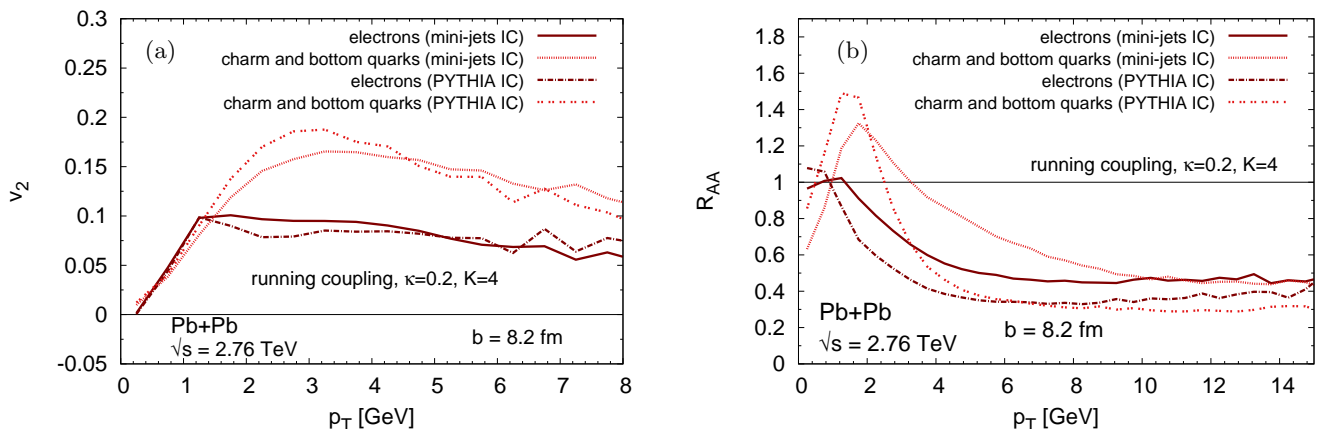 (a)
electrons (mini-jets IC)
charm and bottom quarks (mini-jets IC)
electrons (PYTHIA IC)
charm and bottom quarks (PYTHIA IC)
v2
0.3
0.25
0.2
0.15
0.1
0.05
0
-0.05
running coupling, κ=0.2, K=4
Pb+Pb
√s = 2.76 TeV
b = 8.2 fm
0 1 2 3 4 5 6 7 8
pT [GeV]
(b)
electrons (mini-jets IC)
charm and bottom quarks (mini-jets IC)
electrons (PYTHIA IC)
charm and bottom quarks (PYTHIA IC)
RAA
1.8
1.6
1.4
1.2
1
0.8
0.6
0.4
0.2
0
running coupling, κ=0.2, K=4
Pb+Pb
√s = 2.76 TeV
b = 8.2 fm
0 2 4 6 8 10 12 14
pT [GeV]